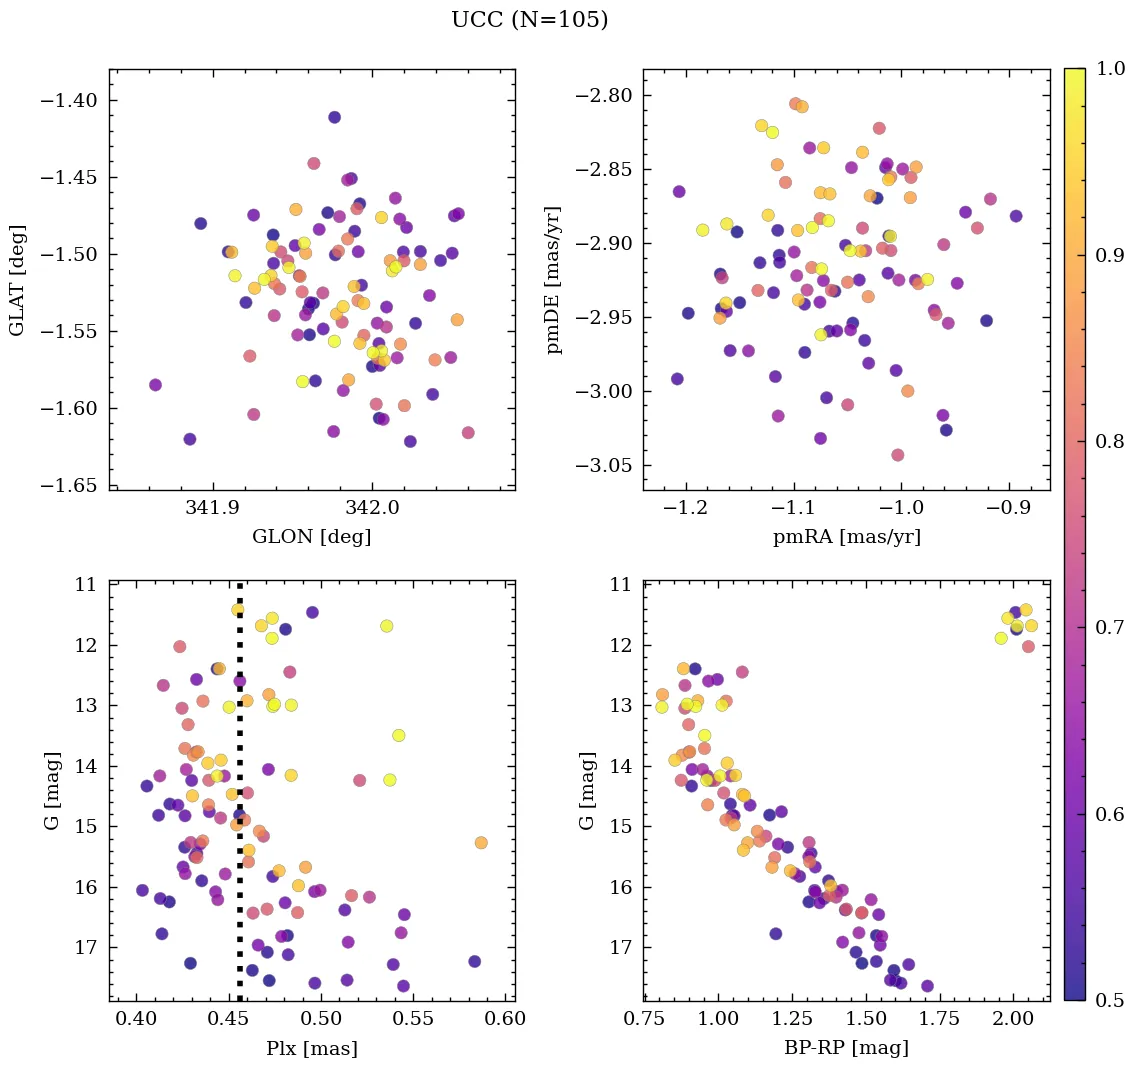 UCC (N=105)
−1.40
−1.45
−1.50
−1.55
−1.60
−1.65
GLAT [deg]
341.9 342.0
GLON [deg]
−2.80
−2.85
−2.90
−2.95
−3.00
−3.05
pmDE [mas/yr]
−1.2 −1.1 −1.0 −0.9
pmRA [mas/yr]
1.0
0.9
0.8
0.7
0.6
0.5
11
12
13
14
15
16
17
G [mag]
0.40 0.45 0.50 0.55 0.60
Plx [mas]
11
12
13
14
15
16
17
G [mag]
0.75 1.00 1.25 1.50 1.75 2.00
BP-RP [mag]